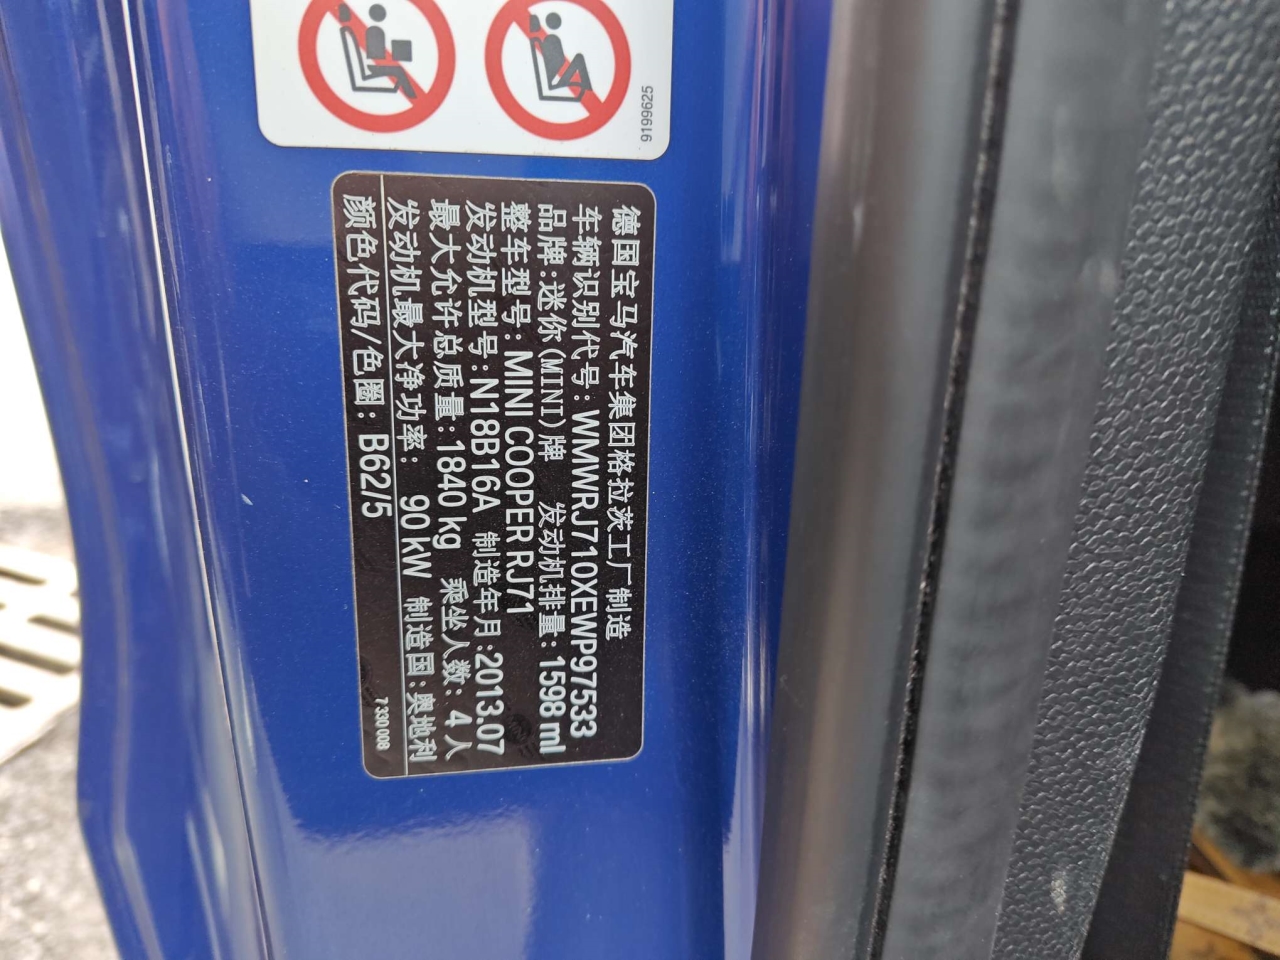 9199625
德国宝马汽车集团格拉茨工厂制造
车辆识别代号:WMWRJ710XEWP97533
品牌:迷你(MINI)牌 发动机排量:1598 ml
整车型号:MINI COOPER RJ71
发动机型号:N18B16A 制造年月:2013.07
最大允许总质量:1840 kg 乘坐人数:4人
发动机最大净功率: 90 kW 制造国:奥地利
颜色代码/色圈: B62/5
7 330 008